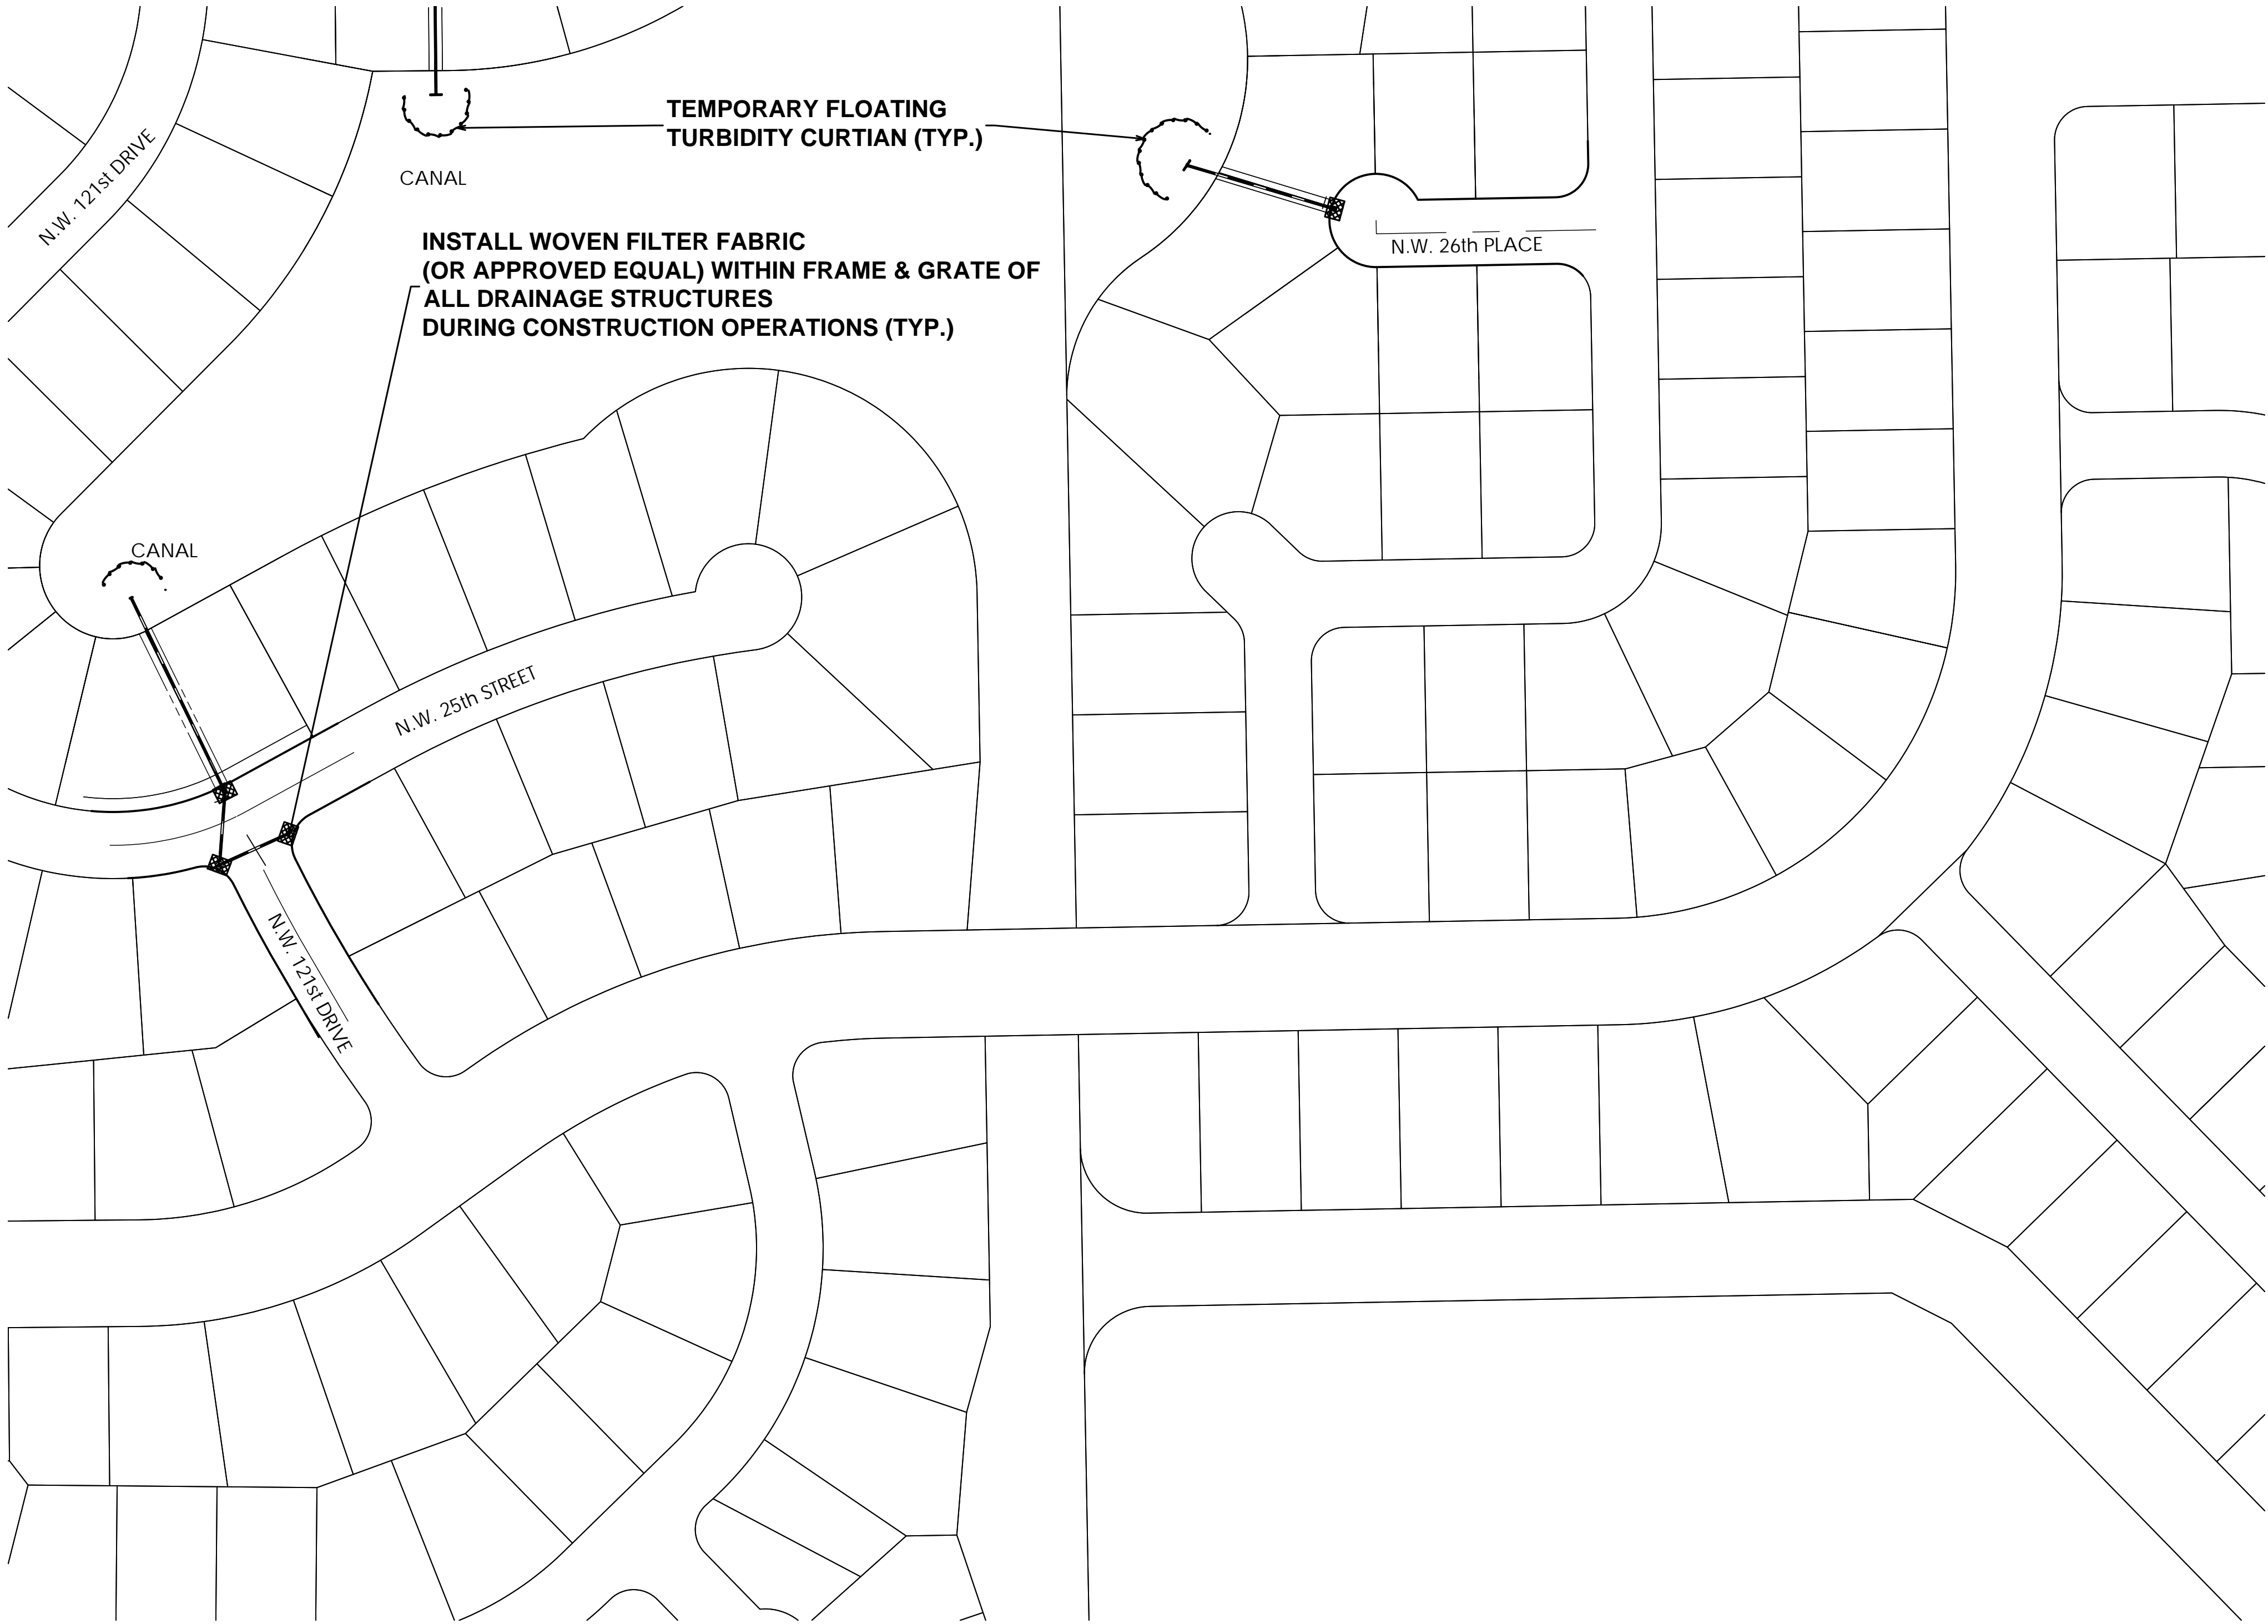 TEMPORARY FLOATING
TURBIDITY CURTIAN (TYP.)
N.W. 121st DRIVE
CANAL
INSTALL WOVEN FILTER FABRIC
(OR APPROVED EQUAL) WITHIN FRAME & GRATE OF
ALL DRAINAGE STRUCTURES
DURING CONSTRUCTION OPERATIONS (TYP.)
N.W. 26th PLACE
CANAL
N.W. 25th STREET
N.W. 121st DRIVE